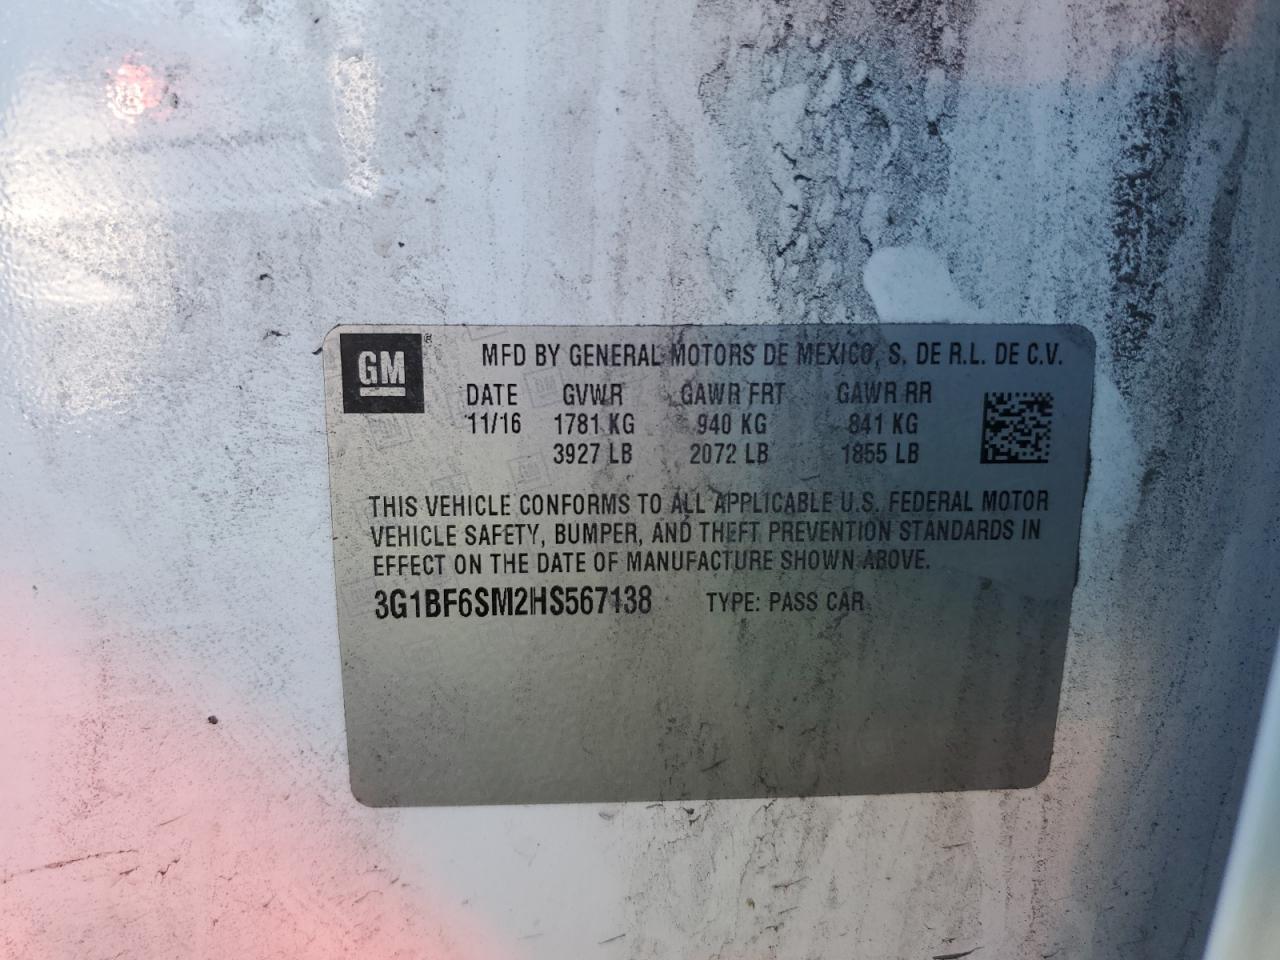 GM ®
MFD BY GENERAL MOTORS DE MEXICO, S. DE R.L. DE C.V.
DATE GVWR GAWR FRT GAWR RR
11/16 1781 KG 940 KG 841 KG
3927 LB 2072 LB 1855 LB
THIS VEHICLE CONFORMS TO ALL APPLICABLE U.S. FEDERAL MOTOR
VEHICLE SAFETY, BUMPER, AND THEFT PREVENTION STANDARDS IN
EFFECT ON THE DATE OF MANUFACTURE SHOWN ABOVE.
3G1BF6SM2HS567138 TYPE: PASS CAR